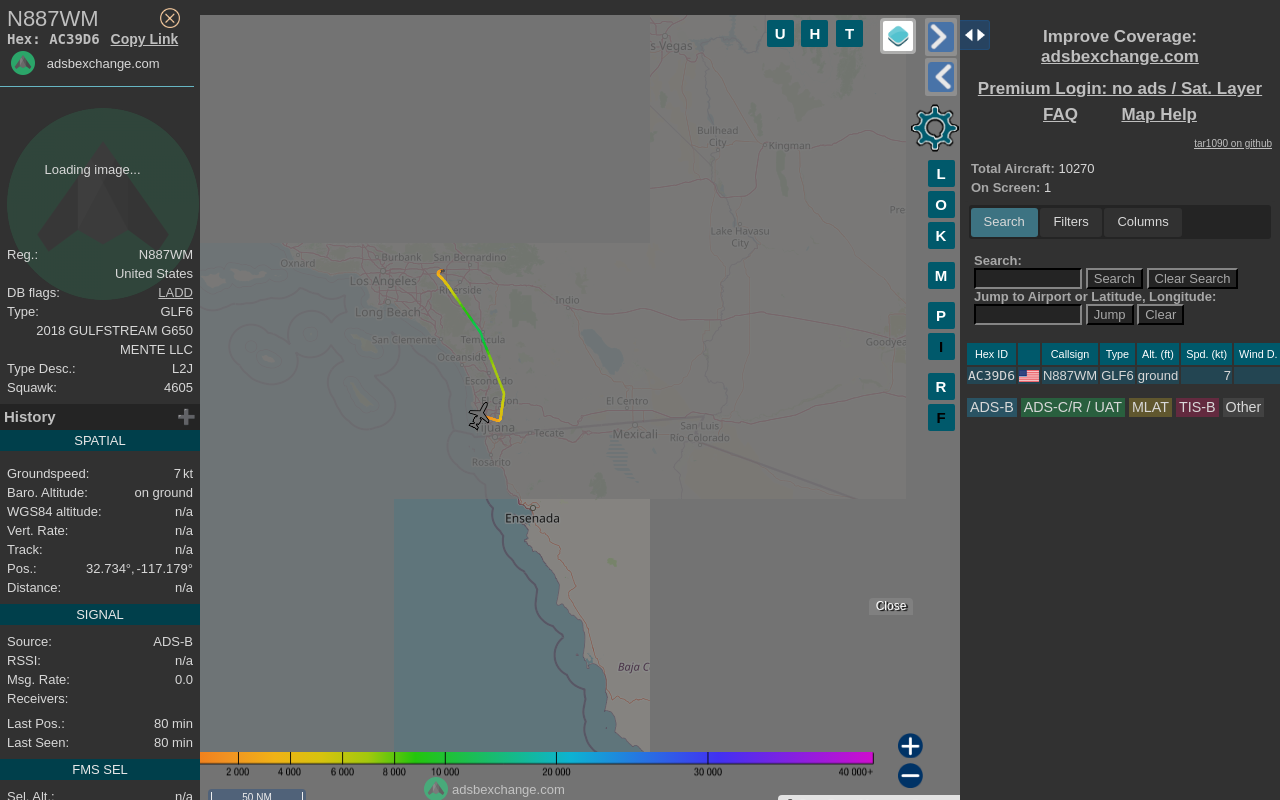 N887WM
Hex: AC39D6 Copy Link
adsbexchange.com
Loading image...
Reg.: N887WM
United States
DB flags: LADD
Type: GLF6
2018 GULFSTREAM G650
MENTE LLC
Type Desc.: L2J
Squawk: 4605
History
SPATIAL
Groundspeed: 7 kt
Baro. Altitude: on ground
WGS84 altitude: n/a
Vert. Rate: n/a
Track: n/a
Pos.: 32.734°, -117.179°
Distance: n/a
SIGNAL
Source: ADS-B
RSSI: n/a
Msg. Rate: 0.0
Receivers:
Last Pos.: 80 min
Last Seen: 80 min
FMS SEL
Sel. Alt.: n/a
U H T
s Vegas
Bullhead
City
Kingman
Lake Havasu
City
Pre
Oxnard
Burbank
San Bernardino
Los Angeles
Riverside
Long Beach
Indio
San Clemente
Temecula
Goodyea
Oceanside
Escondido
El Cajon
El Centro
Tijuana
Tecate
Mexicali
San Luis
Río Colorado
Rosarito
Ensenada
Baja C
Close
L
O
K
M
P
I
R
F
2 000 4 000 6 000 8 000 10 000 20 000 30 000 40 000+
50 NM
adsbexchange.com
Improve Coverage:
adsbexchange.com
Premium Login: no ads / Sat. Layer
FAQ Map Help
tar1090 on github
Total Aircraft: 10270
On Screen: 1
Search Filters Columns
Search:
Search Clear Search
Jump to Airport or Latitude, Longitude:
Jump Clear
Hex ID Callsign Type Alt. (ft) Spd. (kt) Wind D.
AC39D6 N887WM GLF6 ground 7
ADS-B ADS-C/R / UAT MLAT TIS-B Other